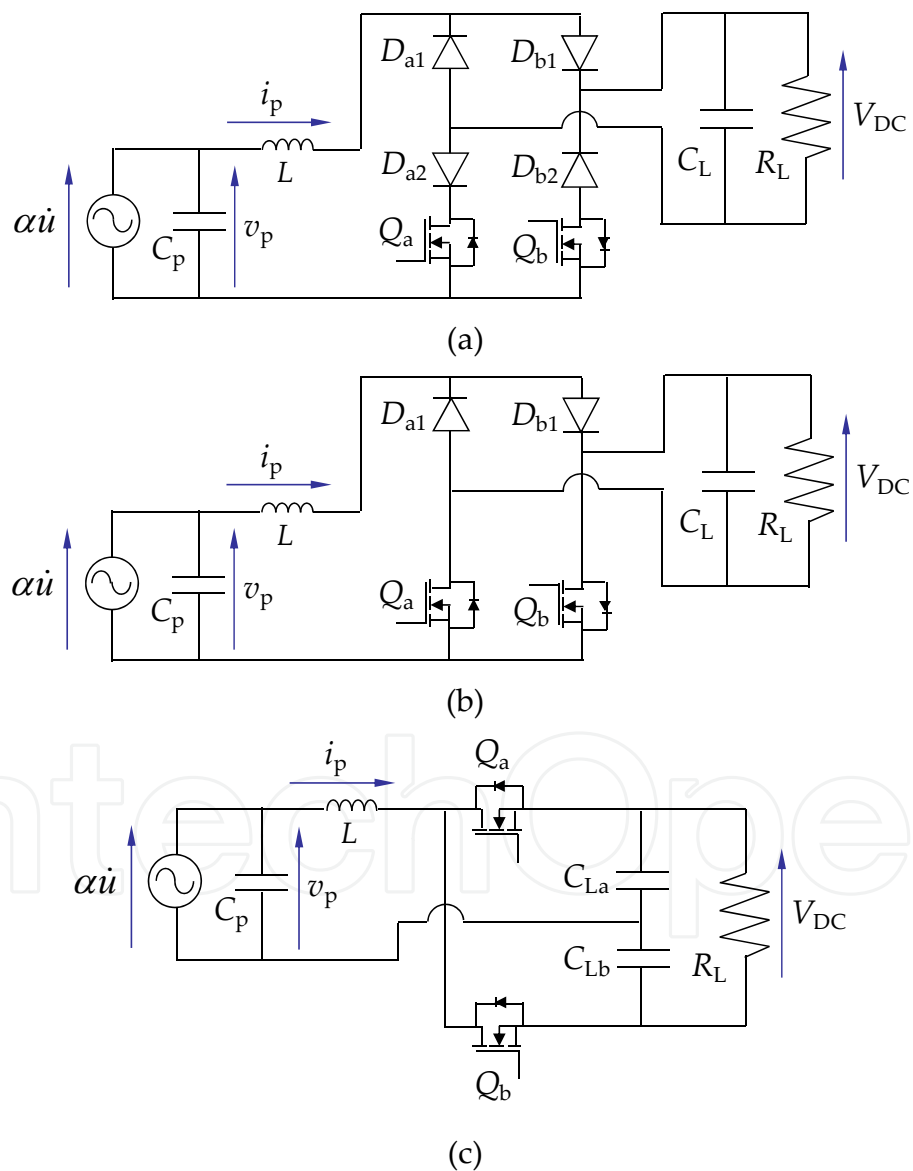 D_a1
D_b1
i_p
L
D_a2
D_b2
C_L
R_L
V_DC
αu̇
C_p
v_p
Q_a
Q_b
(a)
D_a1
D_b1
i_p
L
C_L
R_L
V_DC
αu̇
C_p
v_p
Q_a
Q_b
(b)
i_p
Q_a
L
αu̇
C_p
v_p
C_La
C_Lb
R_L
V_DC
Q_b
(c)
ntechOpe